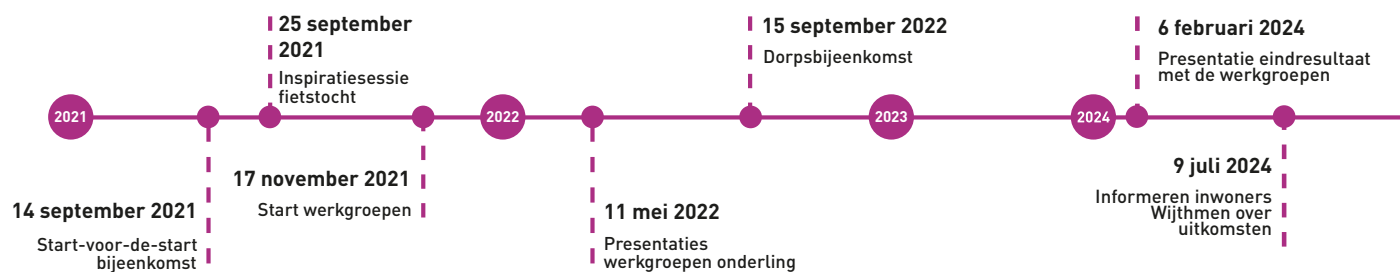 2021
14 september 2021
Start-voor-de-start
bijeenkomst
25 september
2021
Inspiratiesessie
fietstocht
17 november 2021
Start werkgroepen
2022
11 mei 2022
Presentaties
werkgroepen onderling
15 september 2022
Dorpsbijeenkomst
2023
2024
6 februari 2024
Presentatie eindresultaat
met de werkgroepen
9 juli 2024
Informeren inwoners
Wijthmen over
uitkomsten